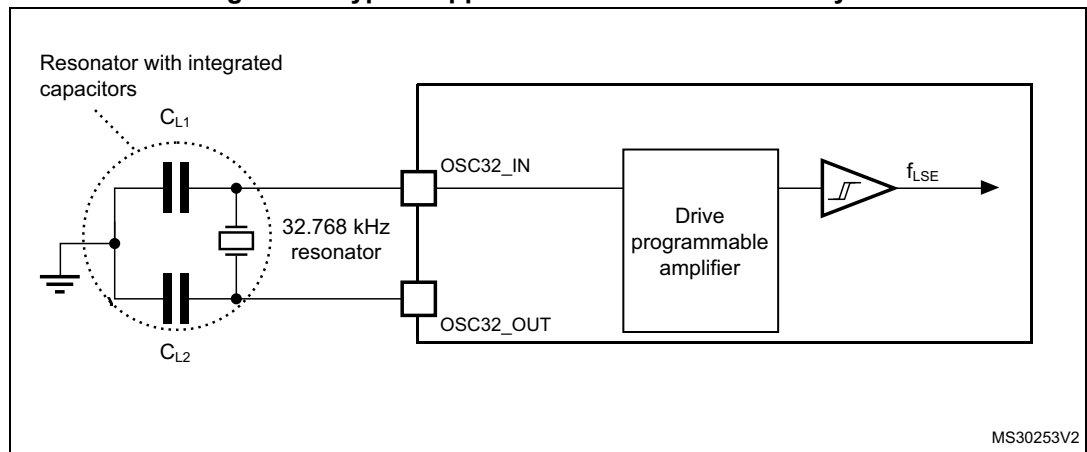 Resonator with integrated
capacitors
CL1
OSC32_IN
fLSE
32.768 kHz
resonator
Drive
programmable
amplifier
OSC32_OUT
CL2
MS30253V2